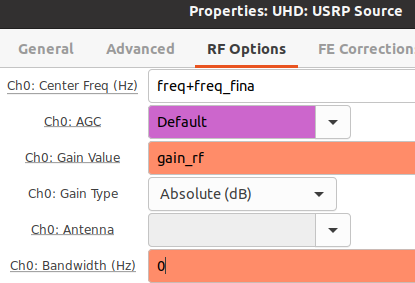 Properties: UHD: USRP Source
General Advanced RF Options FE Correction
Ch0: Center Freq (Hz) freq+freq_fina
Ch0: AGC Default
Ch0: Gain Value gain_rf
Ch0: Gain Type Absolute (dB)
Ch0: Antenna
Ch0: Bandwidth (Hz) 0